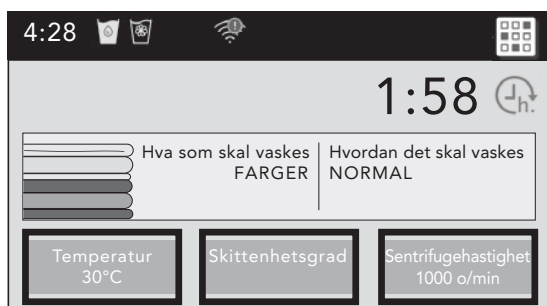 4:28
1:58 h.
Hva som skal vaskes
FARGER
Hvordan det skal vaskes
NORMAL
Temperatur
30°C
Skittenhetsgrad
Sentrifugehastighet
1000 o/min